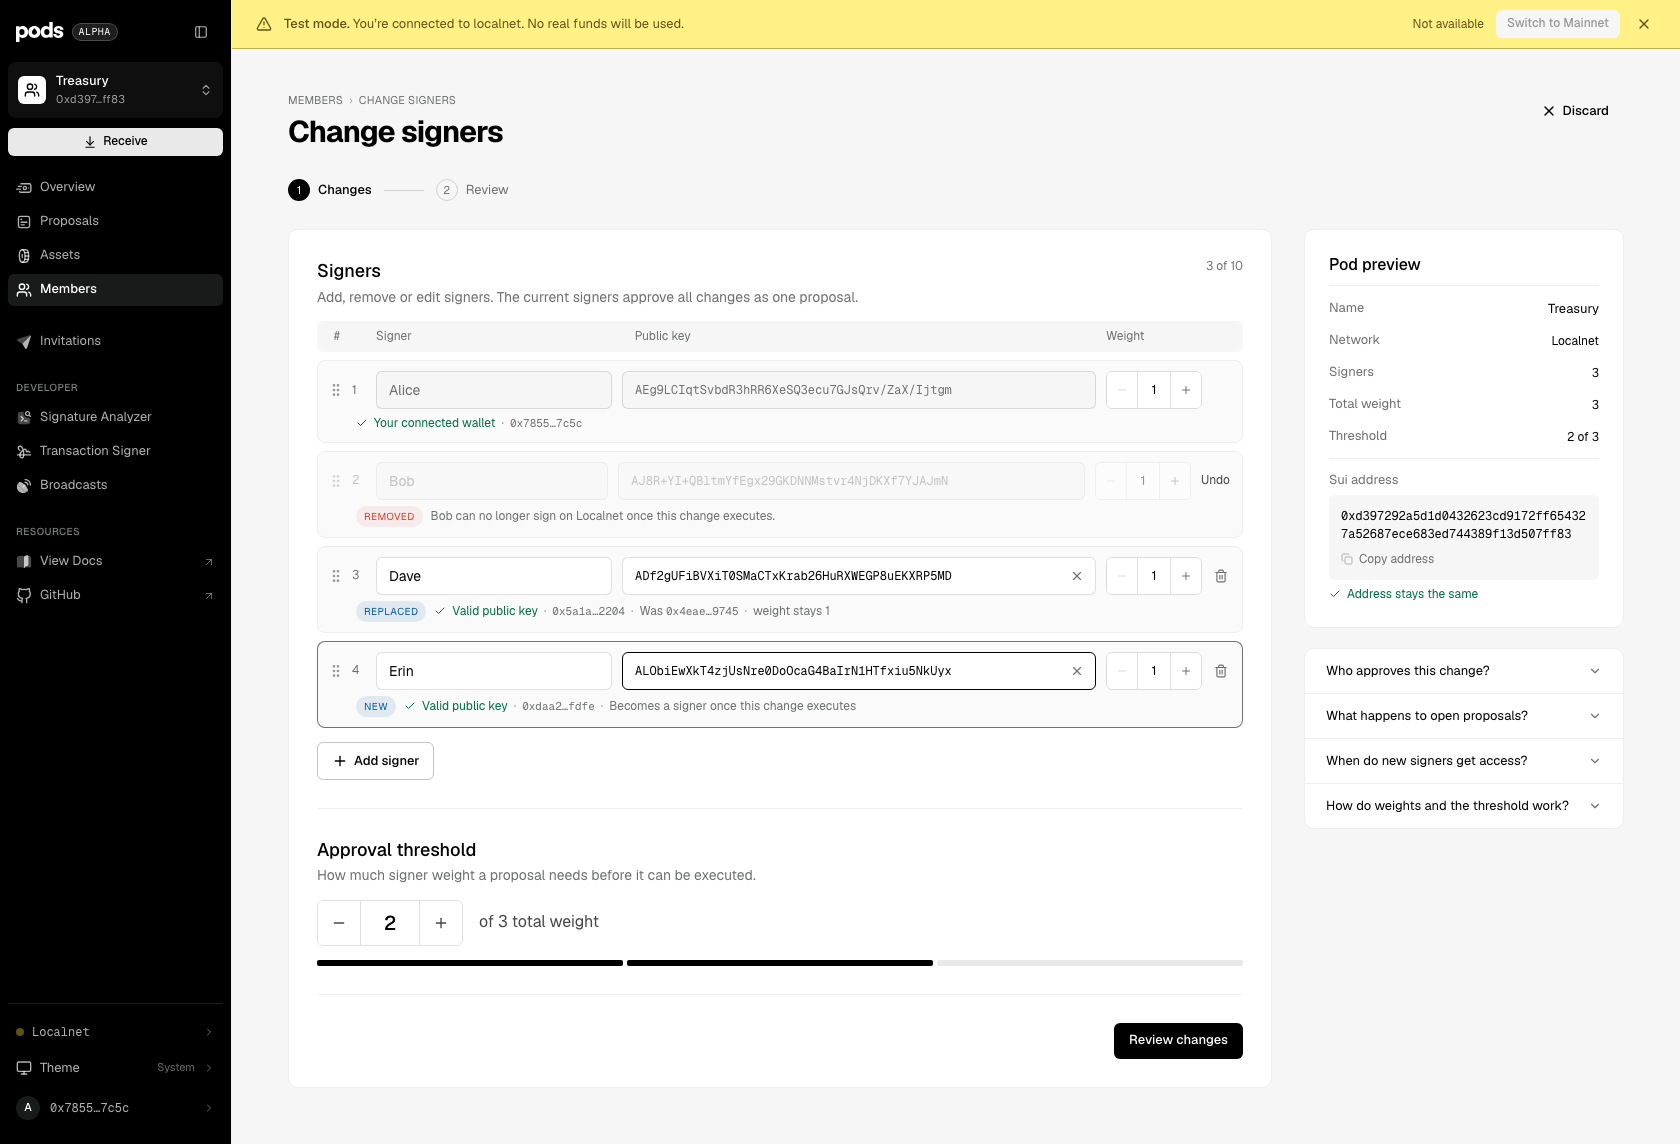 pods ALPHA
Treasury
0xd397…ff83
Receive
Overview
Proposals
Assets
Members
Invitations
DEVELOPER
Signature Analyzer
Transaction Signer
Broadcasts
RESOURCES
View Docs
GitHub
Localnet
Theme System
A 0x7855…7c5c
Test mode. You're connected to localnet. No real funds will be used.
Not available Switch to Mainnet
MEMBERS › CHANGE SIGNERS
Change signers
Discard
1 Changes 2 Review
Signers 3 of 10
Add, remove or edit signers. The current signers approve all changes as one proposal.
# Signer Public key Weight
1 Alice AEg9LCIqtSvbdR3hRR6XeSQ3ecu7GJsQrv/ZaX/Ijtgm − 1 +
Your connected wallet · 0x7855…7c5c
2 Bob AJ8R+YI+QBltmYfEgx29GKDNNMstvr4NjDKXf7YJAJmN − 1 + Undo
REMOVED Bob can no longer sign on Localnet once this change executes.
3 Dave ADf2gUFiBVXiT0SMaCTxKrab26HuRXWEGP8uEKXRP5MD − 1 +
REPLACED Valid public key · 0x5a1a…2204 · Was 0x4eae…9745 · weight stays 1
4 Erin ALObiEwXkT4zjUsNre0DoOcaG4BaIrN1HTfxiu5NkUyx − 1 +
NEW Valid public key · 0xdaa2…fdfe · Becomes a signer once this change executes
+ Add signer
Approval threshold
How much signer weight a proposal needs before it can be executed.
− 2 + of 3 total weight
Review changes
Pod preview
Name Treasury
Network Localnet
Signers 3
Total weight 3
Threshold 2 of 3
Sui address
0xd397292a5d1d0432623cd9172ff65432
7a52687ece683ed744389f13d507ff83
Copy address
Address stays the same
Who approves this change?
What happens to open proposals?
When do new signers get access?
How do weights and the threshold work?